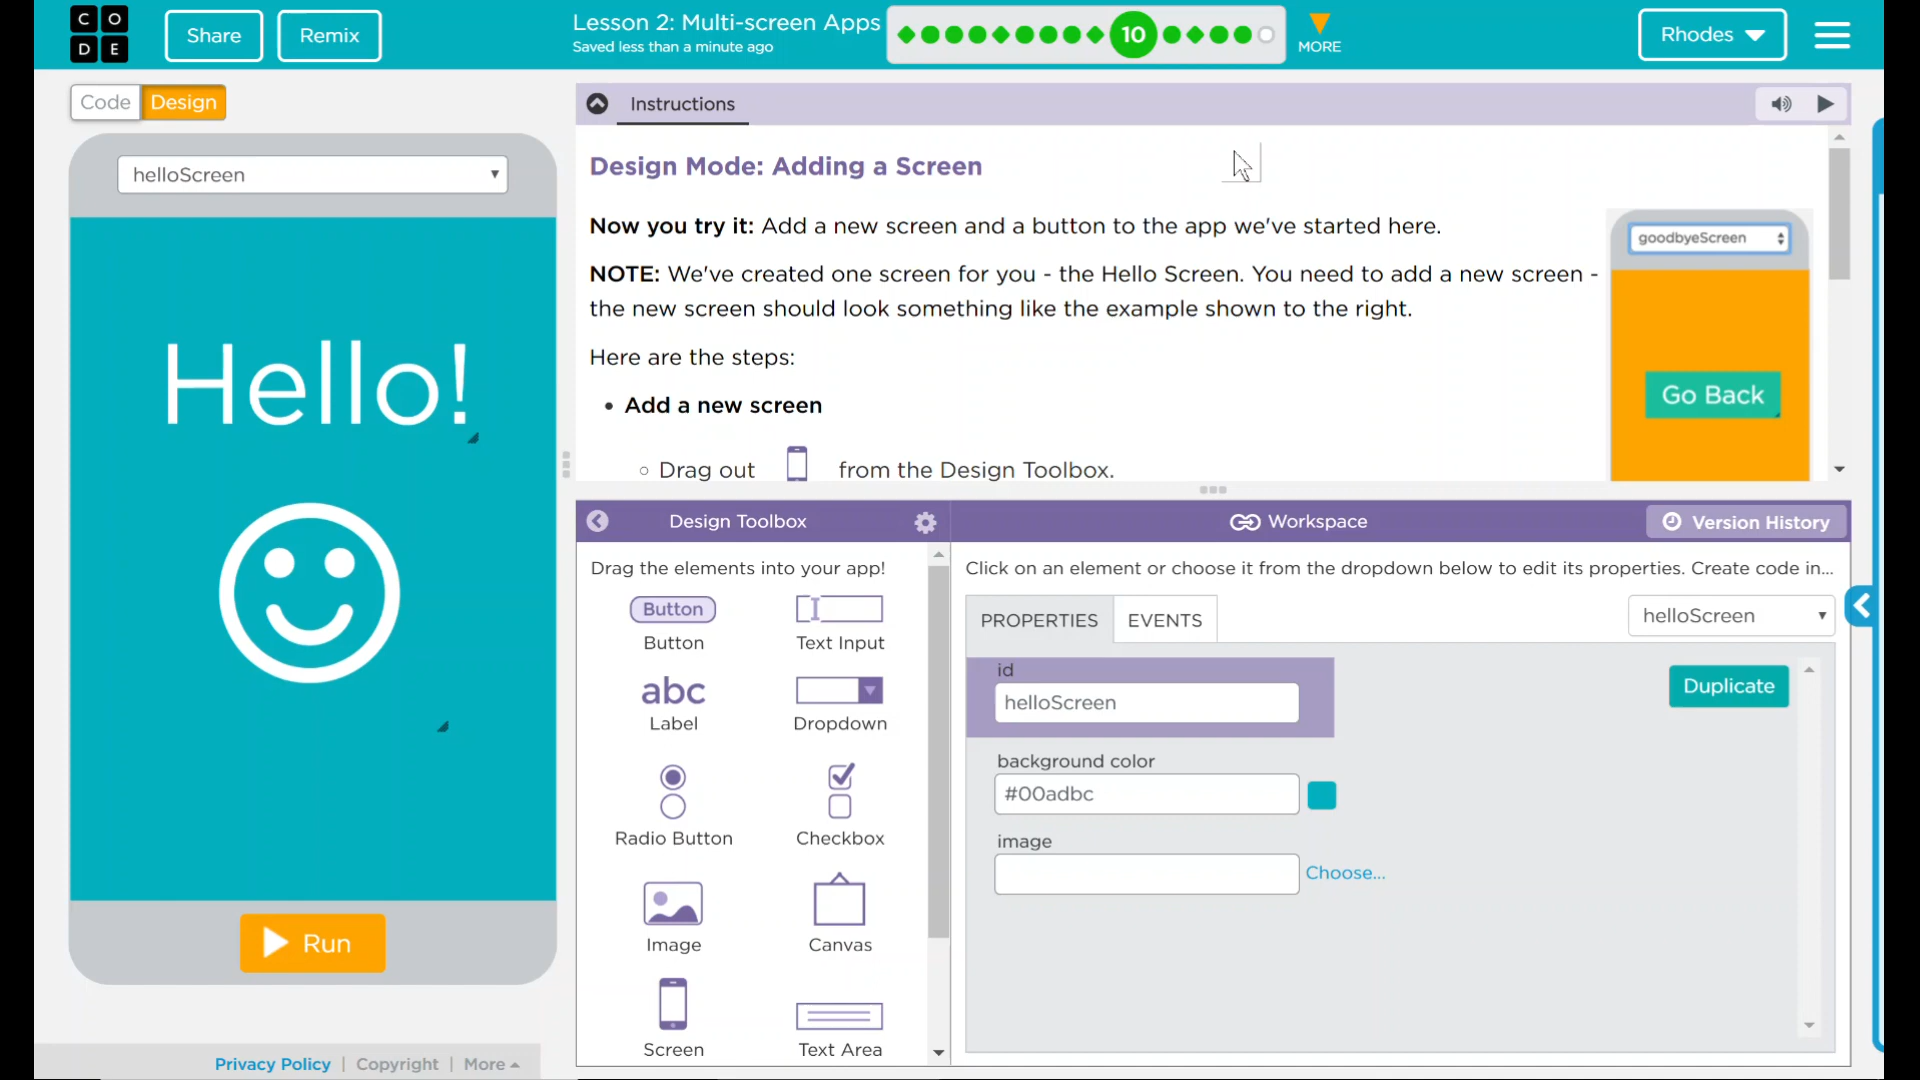 C O
D E
Share
Remix
Lesson 2: Multi-screen Apps
Saved less than a minute ago
10
MORE
Rhodes
Code
Design
helloScreen
Hello!
Run
Privacy Policy | Copyright | More
Instructions
Design Mode: Adding a Screen
Now you try it: Add a new screen and a button to the app we've started here.
NOTE: We've created one screen for you - the Hello Screen. You need to add a new screen -
the new screen should look something like the example shown to the right.
Here are the steps:
• Add a new screen
○ Drag out from the Design Toolbox.
goodbyeScreen
Go Back
Design Toolbox
Drag the elements into your app!
Button
Button
Text Input
abc
Label
Dropdown
Radio Button
Checkbox
Image
Canvas
Screen
Text Area
Workspace
Version History
Click on an element or choose it from the dropdown below to edit its properties. Create code in...
PROPERTIES
EVENTS
helloScreen
id
helloScreen
Duplicate
background color
#00adbc
image
Choose...